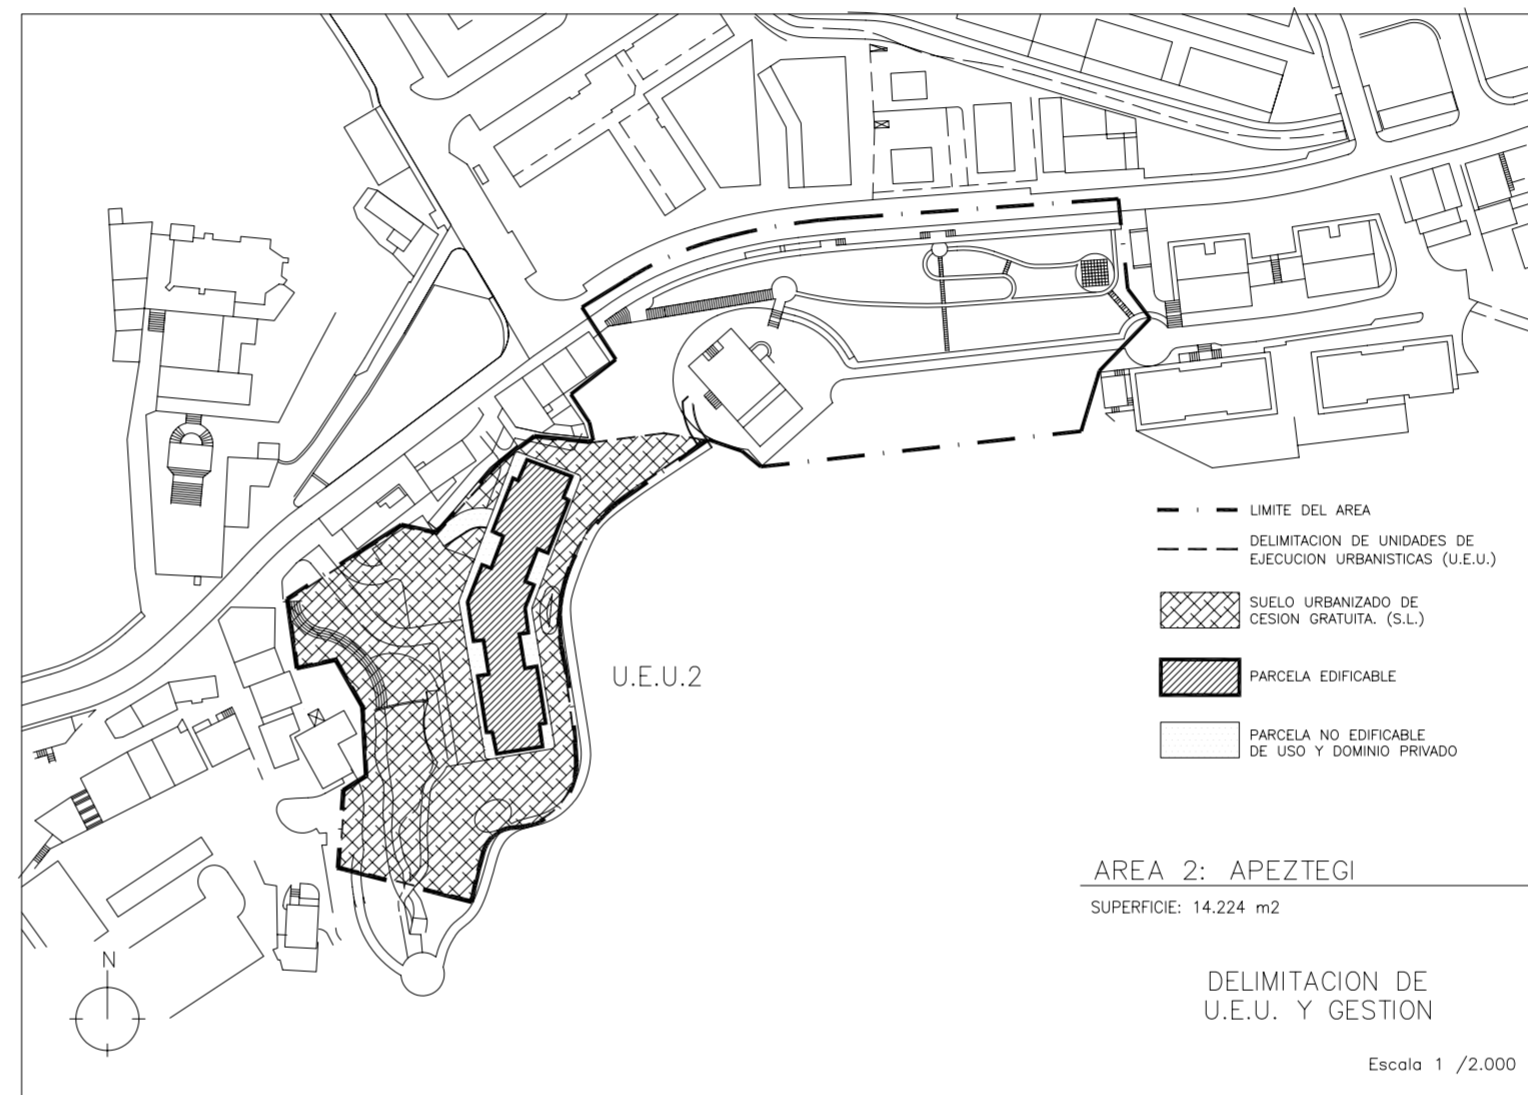 LIMITE DEL AREA
DELIMITACION DE UNIDADES DE
EJECUCION URBANISTICAS (U.E.U.)
SUELO URBANIZADO DE
CESION GRATUITA. (S.L.)
U.E.U.2
PARCELA EDIFICABLE
PARCELA NO EDIFICABLE
DE USO Y DOMINIO PRIVADO
AREA 2: APEZTEGI
SUPERFICIE: 14.224 m2
N
DELIMITACION DE
U.E.U. Y GESTION
Escala 1 /2.000